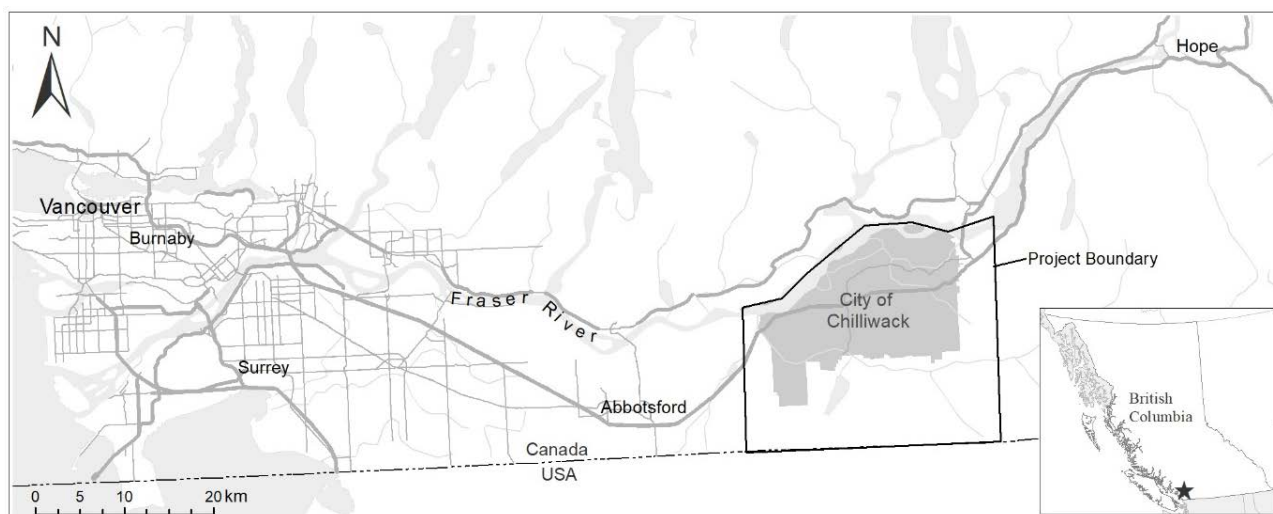 N
Hope
Vancouver
Burnaby
Project Boundary
Fraser River
City of
Chilliwack
Surrey
Abbotsford
British
Columbia
Canada
USA
0 5 10 20 km